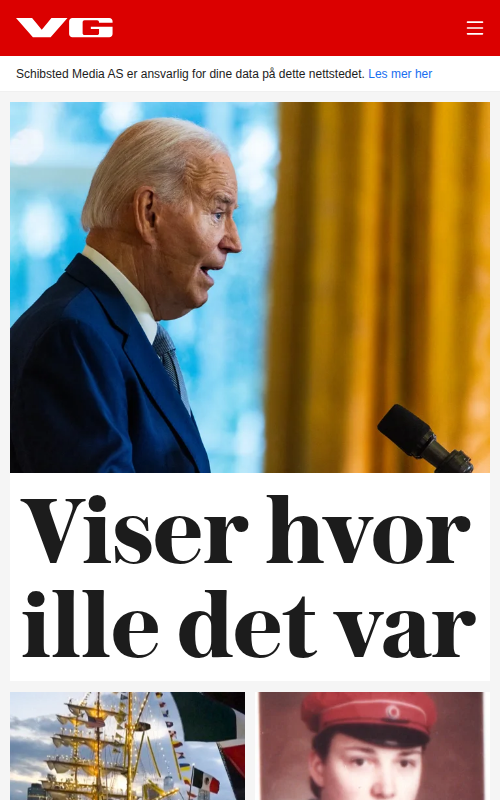 VG
Schibsted Media AS er ansvarlig for dine data på dette nettstedet. Les mer her
Viser hvor
ille det var